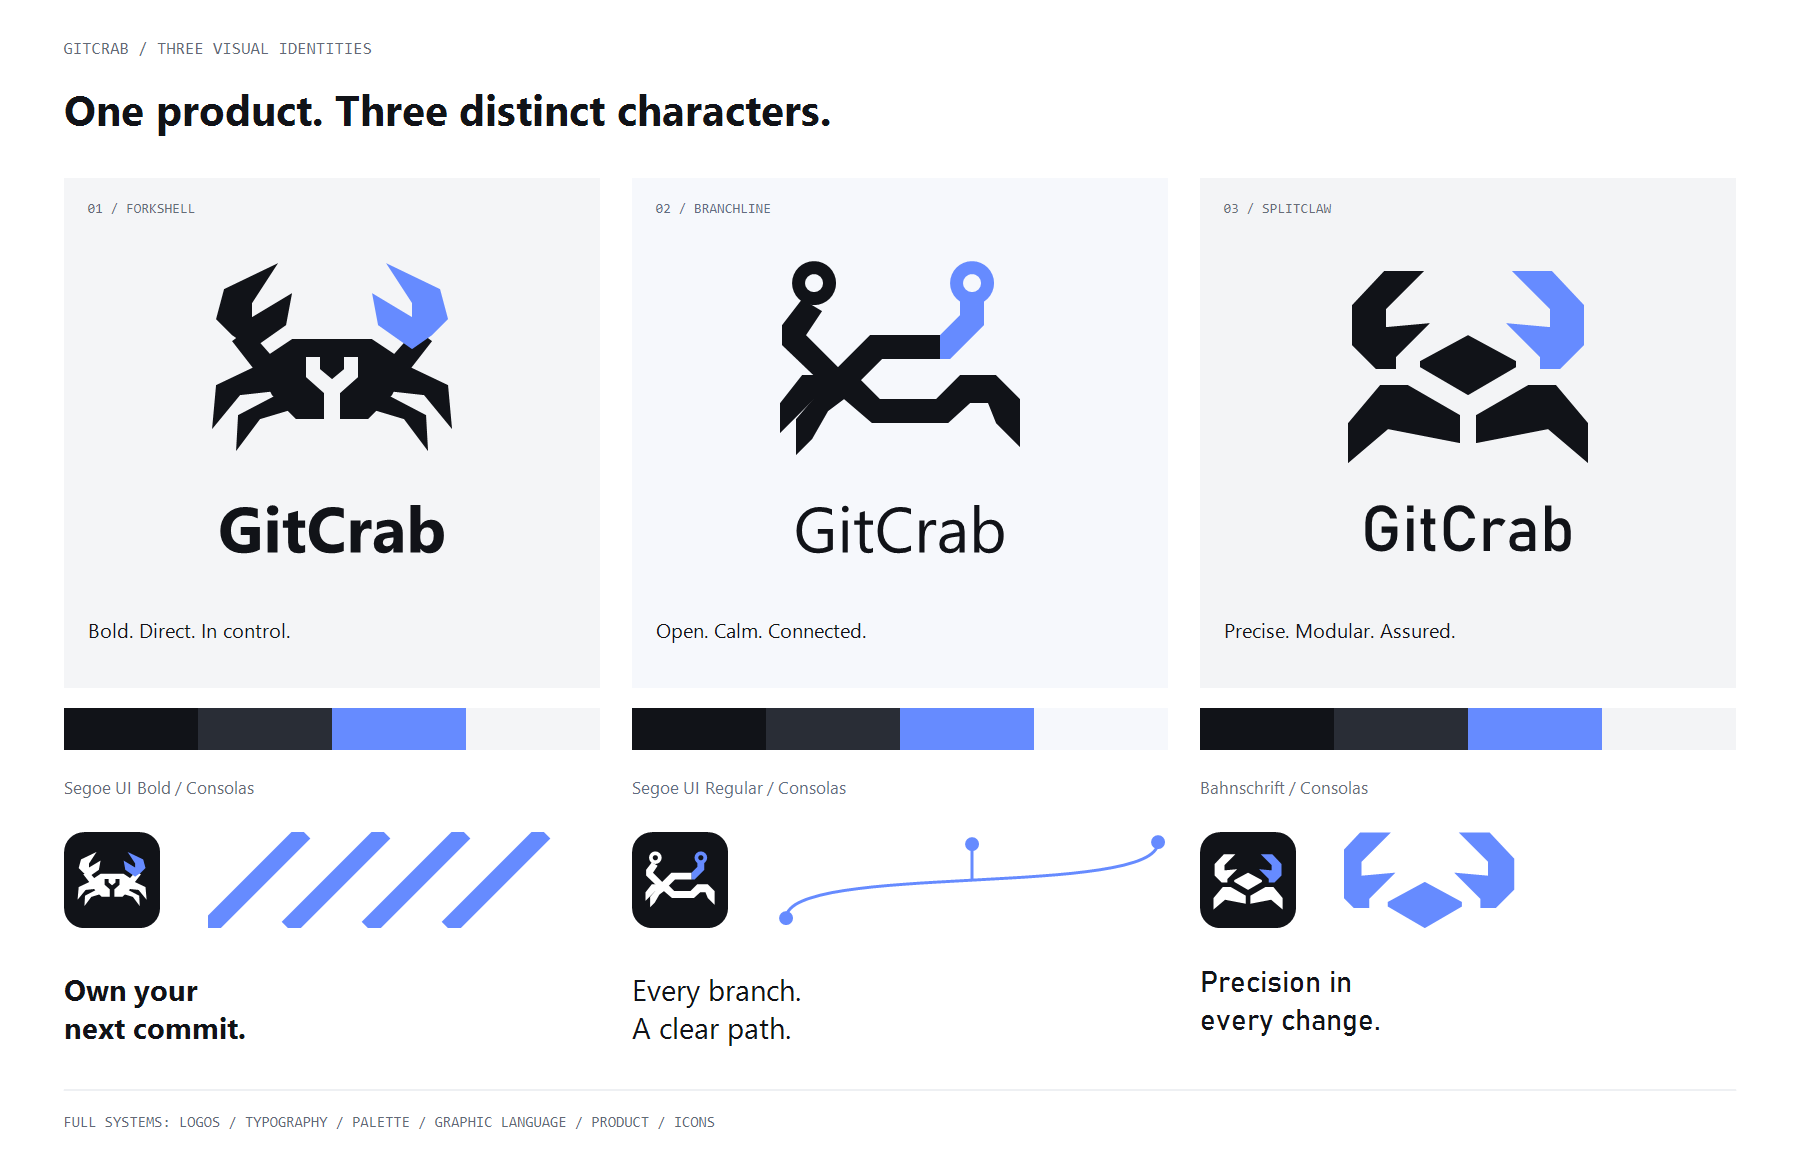 GITCRAB / THREE VISUAL IDENTITIES
One product. Three distinct characters.
01 / FORKSHELL
GitCrab
Bold. Direct. In control.
Segoe UI Bold / Consolas
Own your
next commit.
02 / BRANCHLINE
GitCrab
Open. Calm. Connected.
Segoe UI Regular / Consolas
Every branch.
A clear path.
03 / SPLITCLAW
GitCrab
Precise. Modular. Assured.
Bahnschrift / Consolas
Precision in
every change.
FULL SYSTEMS: LOGOS / TYPOGRAPHY / PALETTE / GRAPHIC LANGUAGE / PRODUCT / ICONS